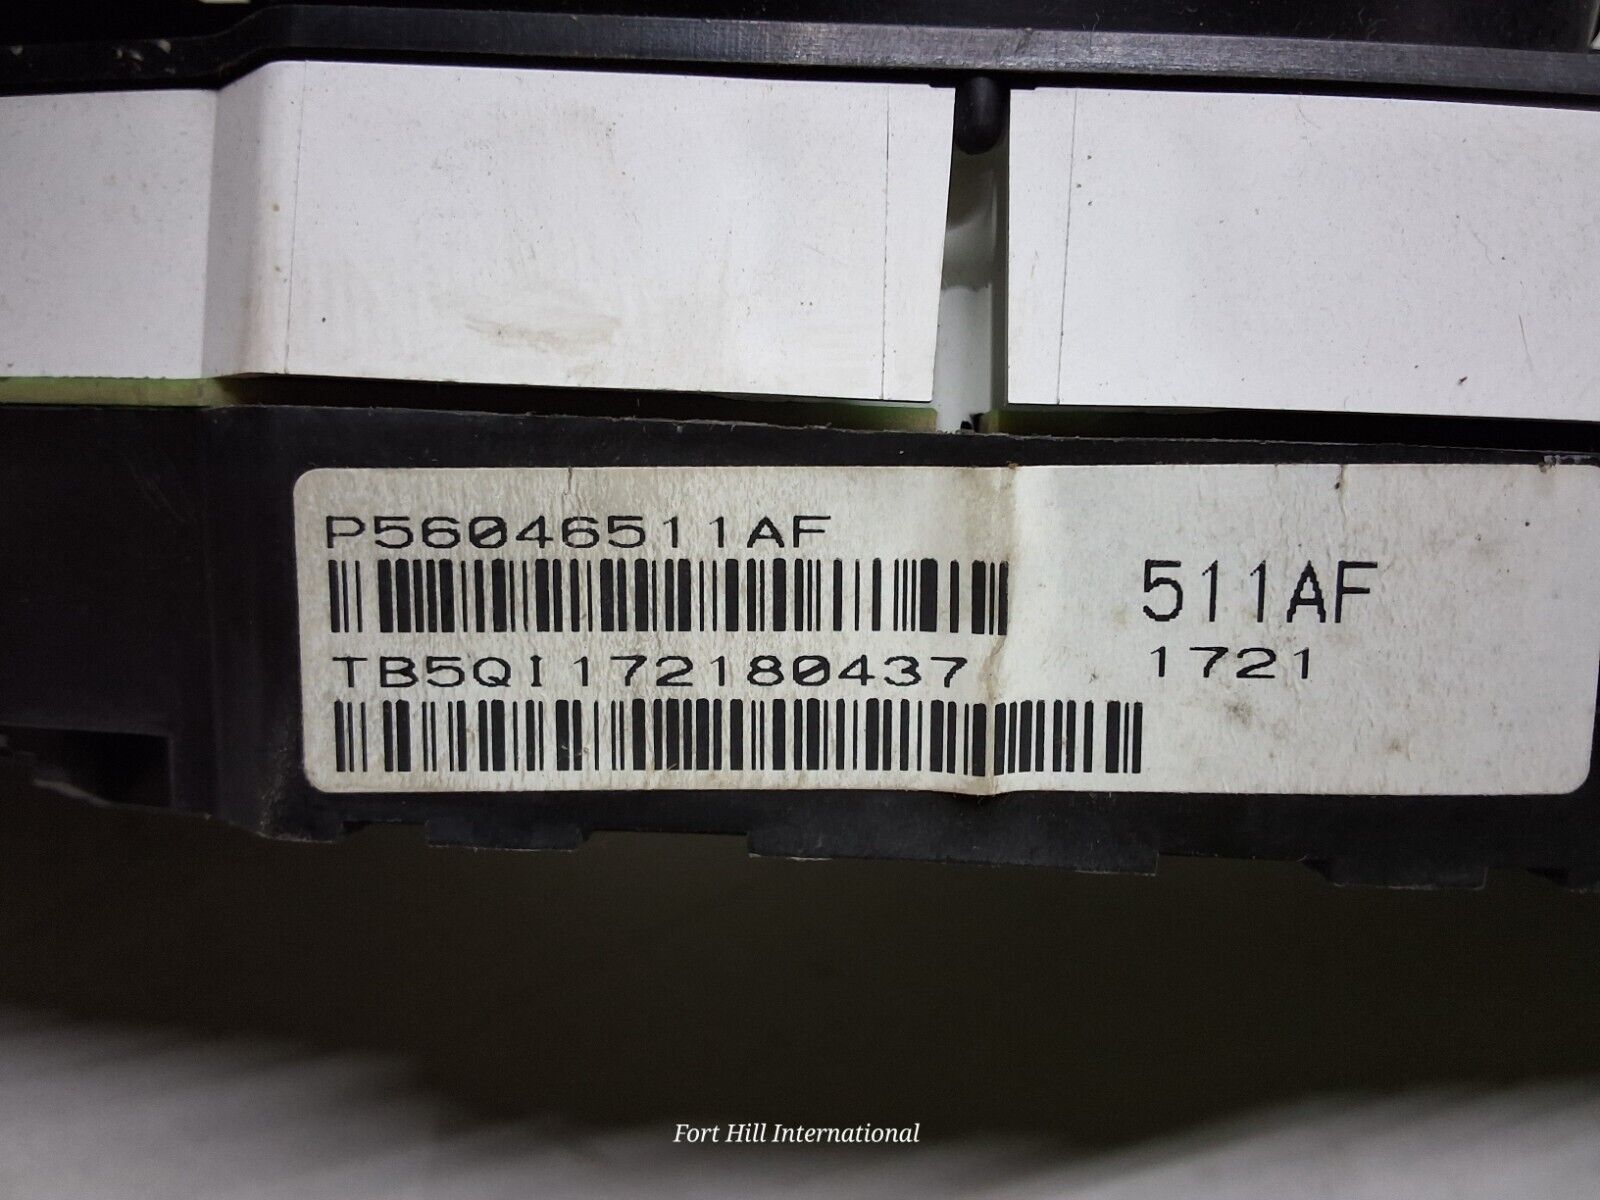 P56046511AF
511AF
TB5QI172180437
1721
Fort Hill International